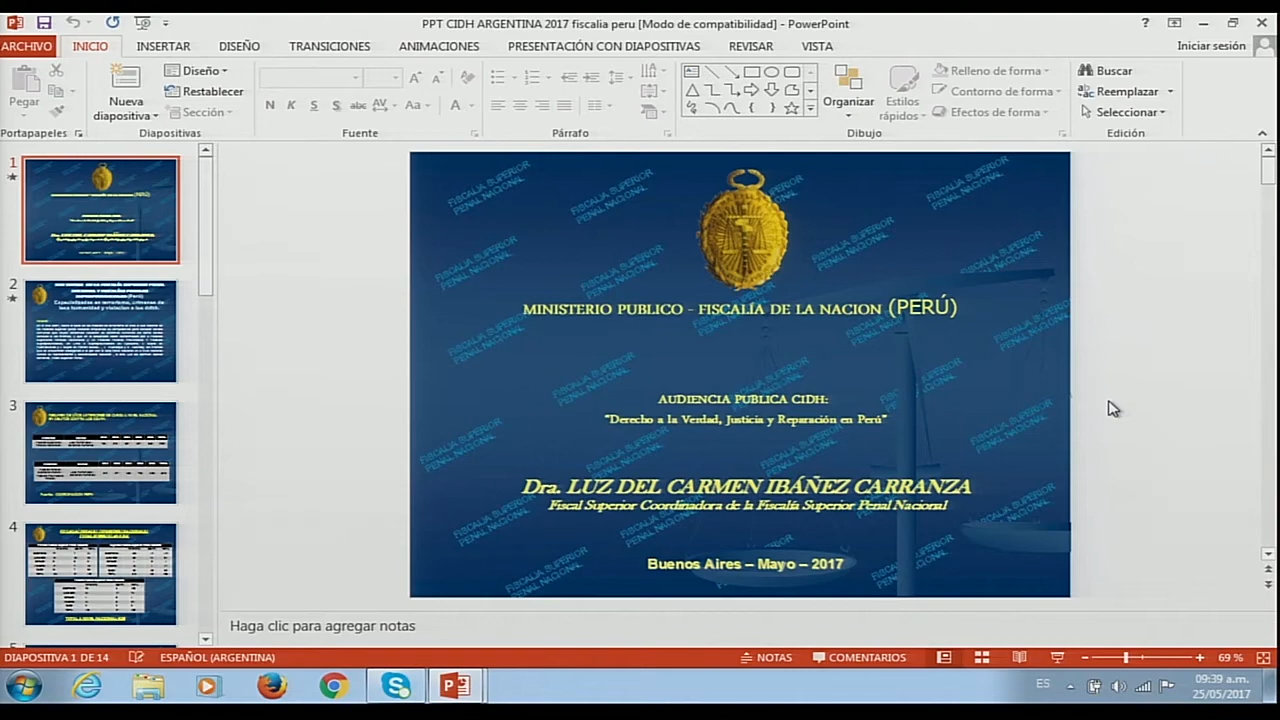 PPT CIDH ARGENTINA 2017 fiscalia peru [Modo de compatibilidad] - PowerPoint
ARCHIVO INICIO INSERTAR DISEÑO TRANSICIONES ANIMACIONES PRESENTACIÓN CON DIAPOSITIVAS REVISAR VISTA Iniciar sesión
Pegar
Nueva diapositiva
Diseño
Restablecer
Sección
Organizar
Estilos rápidos
Relleno de forma
Contorno de forma
Efectos de forma
Buscar
Reemplazar
Seleccionar
Portapapeles Diapositivas Fuente Párrafo Dibujo Edición
1
2
3
4
FISCALIA SUPERIOR
PENAL NACIONAL
MINISTERIO PUBLICO - FISCALÍA DE LA NACION (PERÚ)
AUDIENCIA PUBLICA CIDH:
"Derecho a la Verdad, Justicia y Reparación en Perú"
Dra. LUZ DEL CARMEN IBÁÑEZ CARRANZA
Fiscal Superior Coordinadora de la Fiscalía Superior Penal Nacional
Buenos Aires – Mayo – 2017
Haga clic para agregar notas
DIAPOSITIVA 1 DE 14 ESPAÑOL (ARGENTINA) NOTAS COMENTARIOS 69 %
ES 09:39 a.m.
25/05/2017